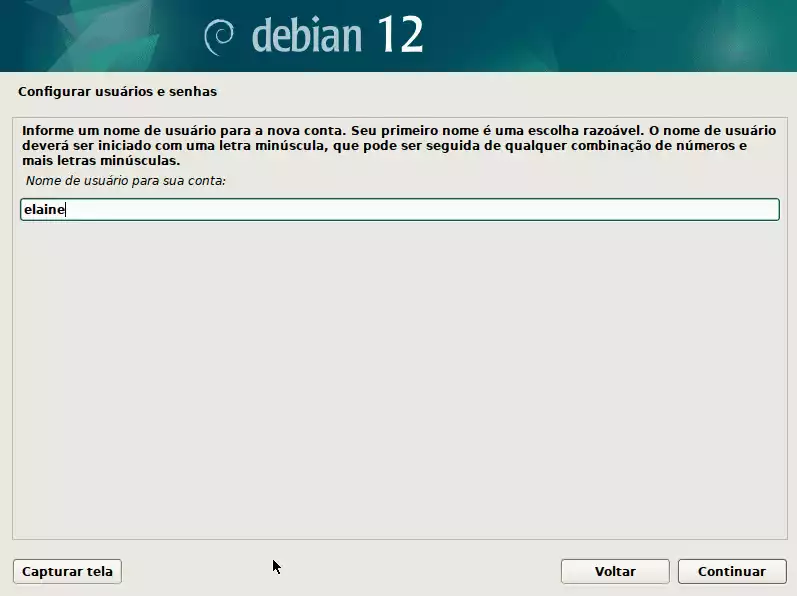 debian 12
Configurar usuários e senhas
Informe um nome de usuário para a nova conta. Seu primeiro nome é uma escolha razoável. O nome de usuário
deverá ser iniciado com uma letra minúscula, que pode ser seguida de qualquer combinação de números e
mais letras minúsculas.
Nome de usuário para sua conta:
elaine
Capturar tela
Voltar
Continuar